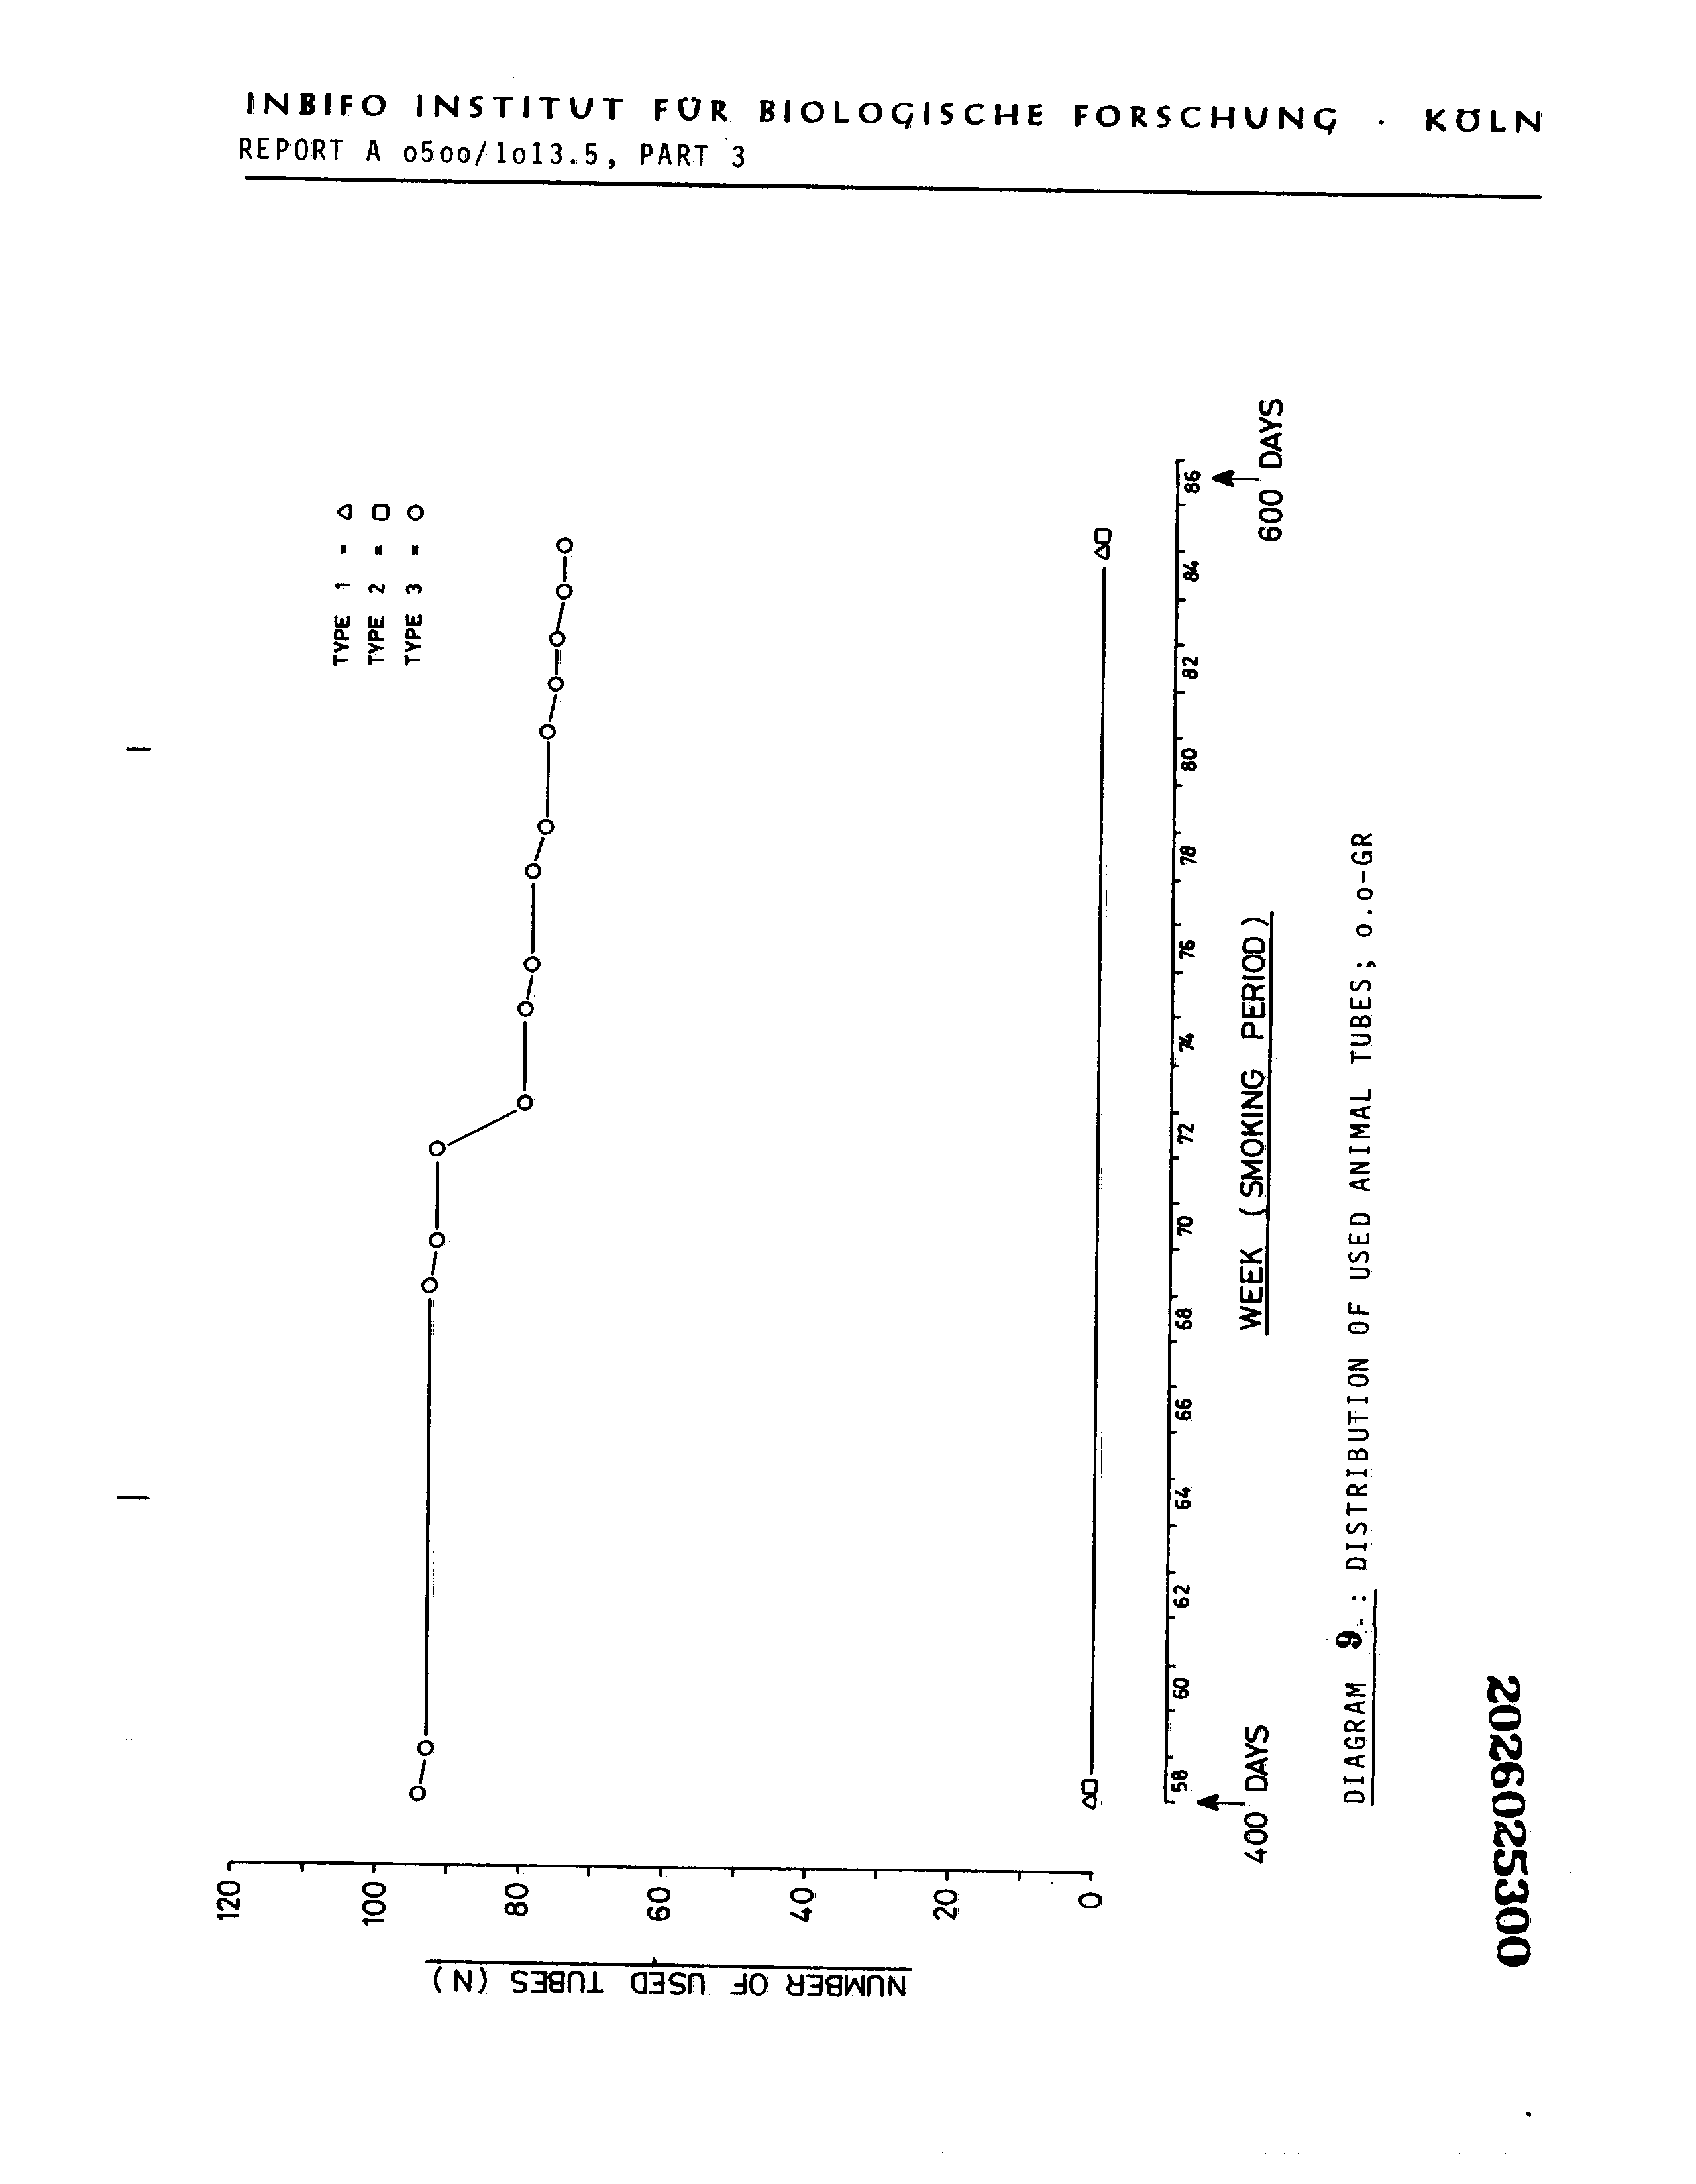 INBIFO INSTITUT FÜR BIOLOGISCHE FORSCHUNG · KÖLN
REPORT A o5oo/1o13.5, PART 3
TYPE 1 = △
TYPE 2 = □
TYPE 3 = ○
120
100
80
60
40
20
0
NUMBER OF USED TUBES (N)
58 60 62 64 66 68 70 72 74 76 78 80 82 84 86
400 DAYS
600 DAYS
WEEK (SMOKING PERIOD)
DIAGRAM 9 : DISTRIBUTION OF USED ANIMAL TUBES; o.o-GR
2026025300